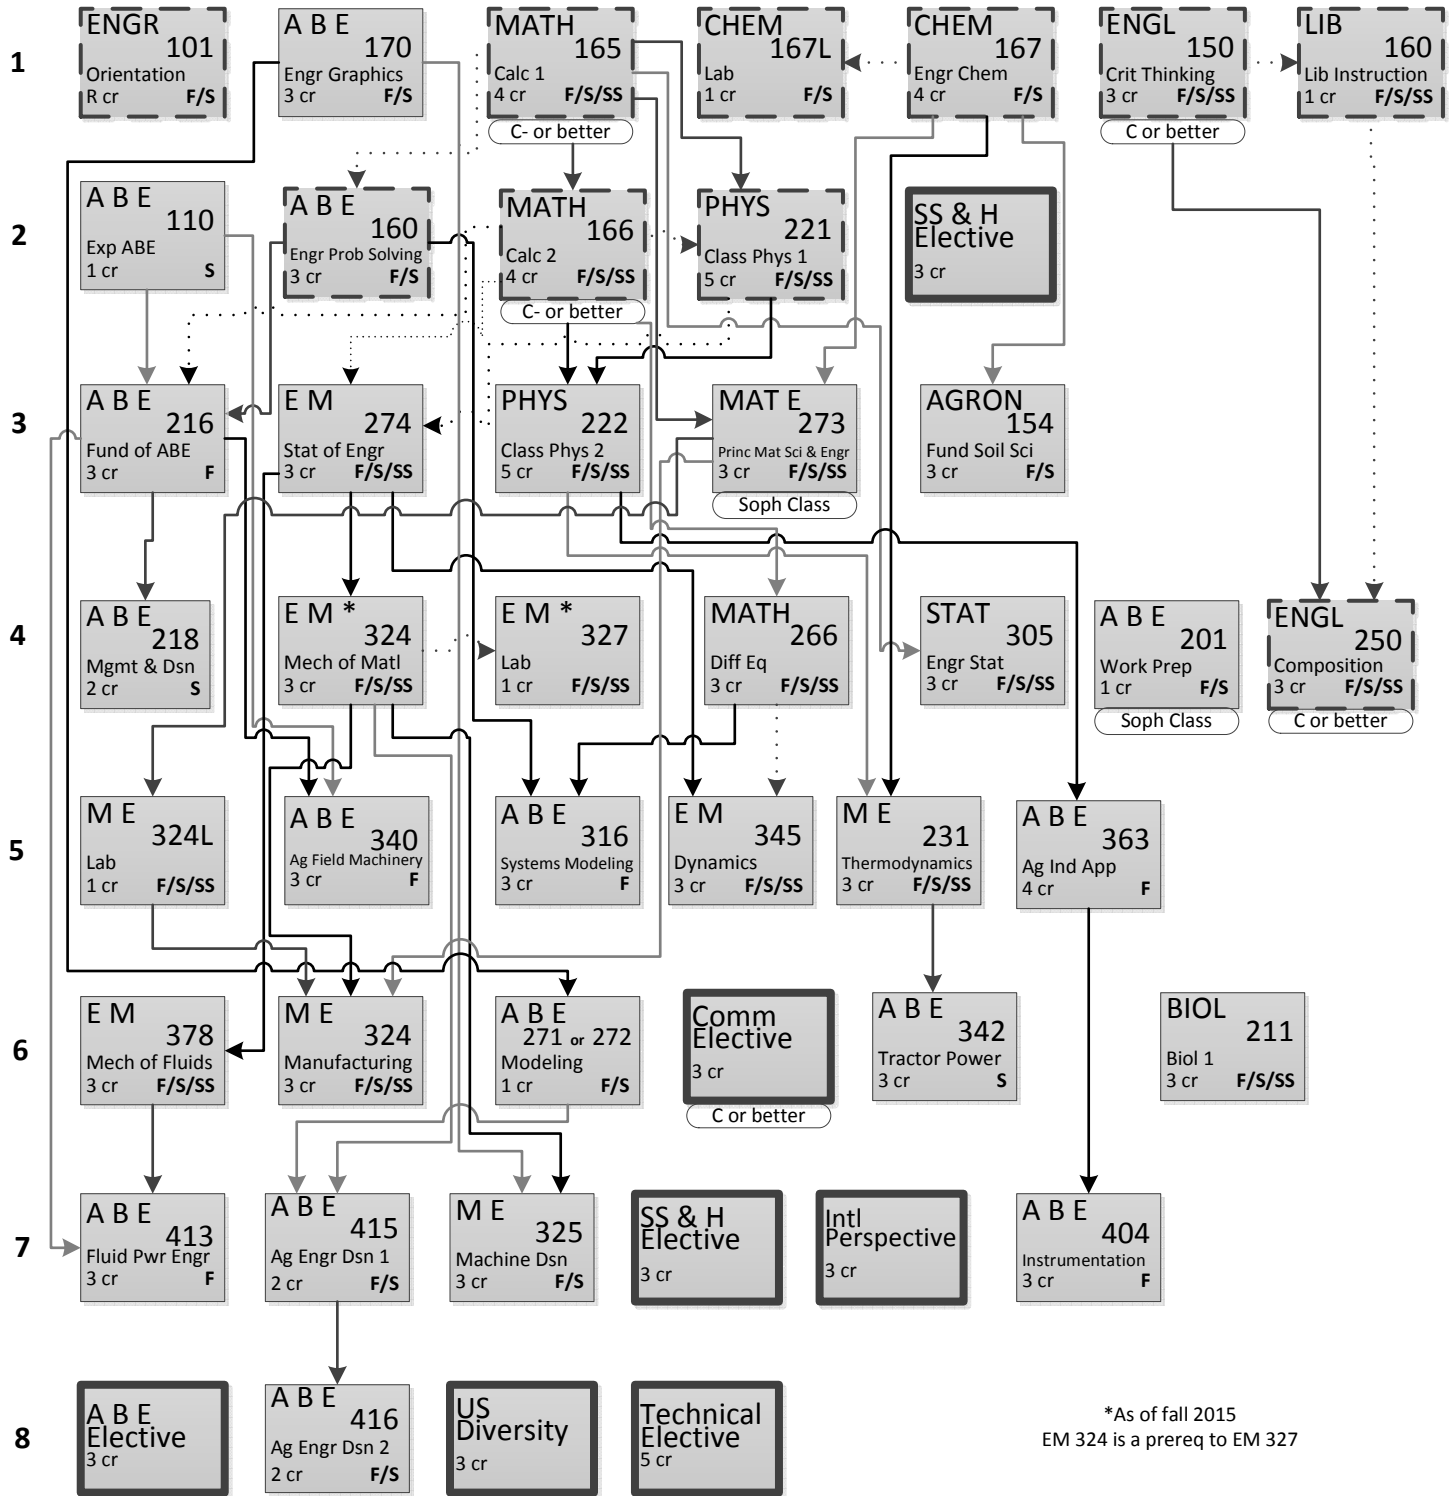 1
ENGR
101
Orientation
R cr F/S
A B E
170
Engr Graphics
3 cr F/S
MATH
165
Calc 1
4 cr F/S/SS
C- or better
CHEM
167L
Lab
1 cr F/S
CHEM
167
Engr Chem
4 cr F/S
ENGL
150
Crit Thinking
3 cr F/S/SS
C or better
LIB
160
Lib Instruction
1 cr F/S/SS
2
A B E
110
Exp ABE
1 cr S
A B E
160
Engr Prob Solving
3 cr F/S
MATH
166
Calc 2
4 cr F/S/SS
C- or better
PHYS
221
Class Phys 1
5 cr F/S/SS
SS & H
Elective
3 cr
3
A B E
216
Fund of ABE
3 cr F
E M
274
Stat of Engr
3 cr F/S/SS
PHYS
222
Class Phys 2
5 cr F/S/SS
MAT E
273
Princ Mat Sci & Engr
3 cr F/S/SS
Soph Class
AGRON
154
Fund Soil Sci
3 cr F/S
4
A B E
218
Mgmt & Dsn
2 cr S
E M *
324
Mech of Matl
3 cr F/S/SS
E M *
327
Lab
1 cr F/S/SS
MATH
266
Diff Eq
3 cr F/S/SS
STAT
305
Engr Stat
3 cr F/S/SS
A B E
201
Work Prep
1 cr F/S
Soph Class
ENGL
250
Composition
3 cr F/S/SS
C or better
5
M E
324L
Lab
1 cr F/S/SS
A B E
340
Ag Field Machinery
3 cr F
A B E
316
Systems Modeling
3 cr F
E M
345
Dynamics
3 cr F/S/SS
M E
231
Thermodynamics
3 cr F/S/SS
A B E
363
Ag Ind App
4 cr F
6
E M
378
Mech of Fluids
3 cr F/S/SS
M E
324
Manufacturing
3 cr F/S/SS
A B E
271 or 272
Modeling
1 cr F/S
Comm
Elective
3 cr
C or better
A B E
342
Tractor Power
3 cr S
BIOL
211
Biol 1
3 cr F/S/SS
7
A B E
413
Fluid Pwr Engr
3 cr F
A B E
415
Ag Engr Dsn 1
2 cr F/S
M E
325
Machine Dsn
3 cr F/S
SS & H
Elective
3 cr
Intl
Perspective
3 cr
A B E
404
Instrumentation
3 cr F
8
A B E
Elective
3 cr
A B E
416
Ag Engr Dsn 2
2 cr F/S
US
Diversity
3 cr
Technical
Elective
5 cr
*As of fall 2015
EM 324 is a prereq to EM 327